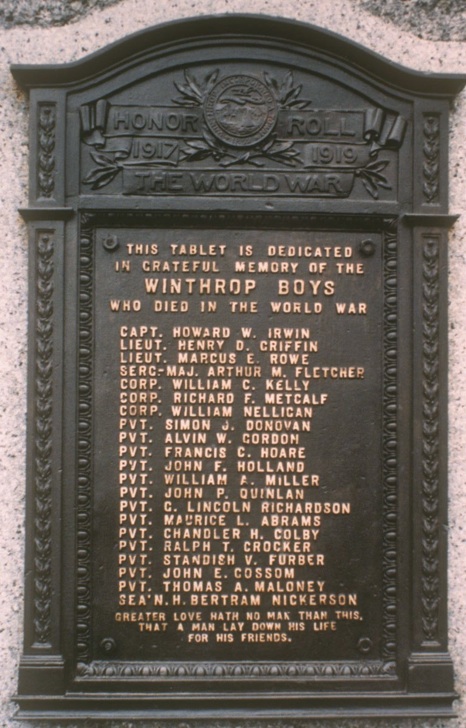 HONOR ROLL
1917 1919
THE WORLD WAR
THIS TABLET IS DEDICATED
IN GRATEFUL MEMORY OF THE
WINTHROP BOYS
WHO DIED IN THE WORLD WAR
CAPT. HOWARD W. IRWIN
LIEUT. HENRY D. GRIFFIN
LIEUT. MARCUS E. ROWE
SERG-MAJ. ARTHUR M. FLETCHER
CORP. WILLIAM C. KELLY
CORP. RICHARD F. METCALF
CORP. WILLIAM NELLIGAN
PVT. SIMON J. DONOVAN
PVT. ALVIN W. GORDON
PVT. FRANCIS C. HOARE
PVT. JOHN F. HOLLAND
PVT. WILLIAM A. MILLER
PVT. JOHN P. QUINLAN
PVT. C. LINCOLN RICHARDSON
PVT. MAURICE L. ABRAMS
PVT. CHANDLER H. COLBY
PVT. RALPH T. CROCKER
PVT. STANDISH V. FURBER
PVT. JOHN E. COSSOM
PVT. THOMAS A. MALONEY
SEA'N. H. BERTRAM NICKERSON
GREATER LOVE HATH NO MAN THAN THIS,
THAT A MAN LAY DOWN HIS LIFE
FOR HIS FRIENDS.